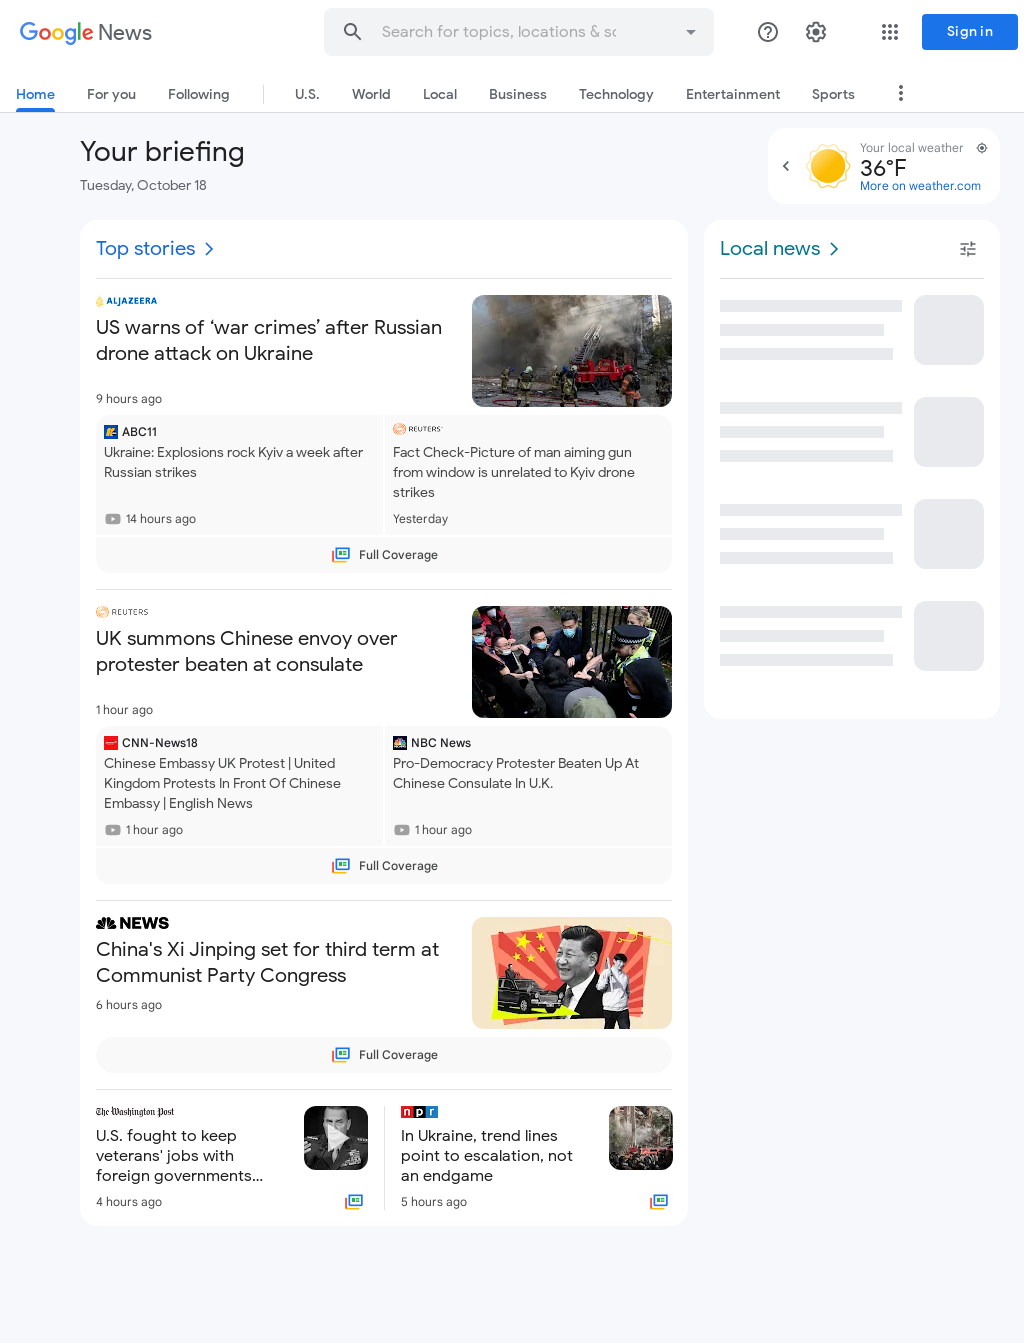 Google News
Search for topics, locations & so
Sign in
Home
For you
Following
U.S.
World
Local
Business
Technology
Entertainment
Sports
Your briefing
Tuesday, October 18
Your local weather
36°F
More on weather.com
Top stories
ALJAZEERA
US warns of ‘war crimes’ after Russian
drone attack on Ukraine
9 hours ago
ABC11
Ukraine: Explosions rock Kyiv a week after
Russian strikes
14 hours ago
REUTERS
Fact Check-Picture of man aiming gun
from window is unrelated to Kyiv drone
strikes
Yesterday
Full Coverage
REUTERS
UK summons Chinese envoy over
protester beaten at consulate
1 hour ago
CNN-News18
Chinese Embassy UK Protest | United
Kingdom Protests In Front Of Chinese
Embassy | English News
1 hour ago
NBC News
Pro-Democracy Protester Beaten Up At
Chinese Consulate In U.K.
1 hour ago
Full Coverage
NEWS
China's Xi Jinping set for third term at
Communist Party Congress
6 hours ago
Full Coverage
The Washington Post
U.S. fought to keep
veterans' jobs with
foreign governments...
4 hours ago
npr
In Ukraine, trend lines
point to escalation, not
an endgame
5 hours ago
Local news